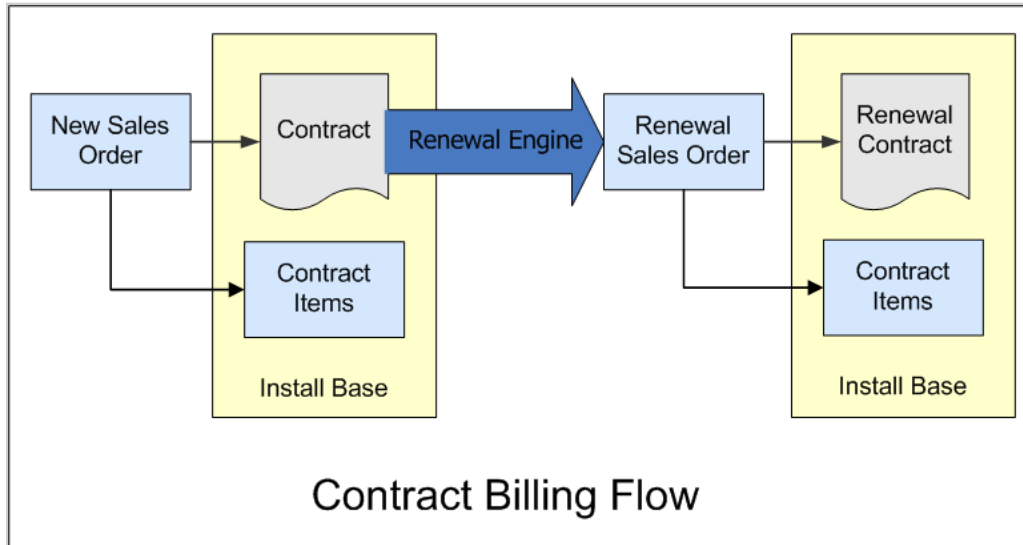 New Sales
Order
Contract
Renewal Engine
Renewal
Sales Order
Renewal
Contract
Contract
Items
Contract
Items
Install Base
Install Base
Contract Billing Flow